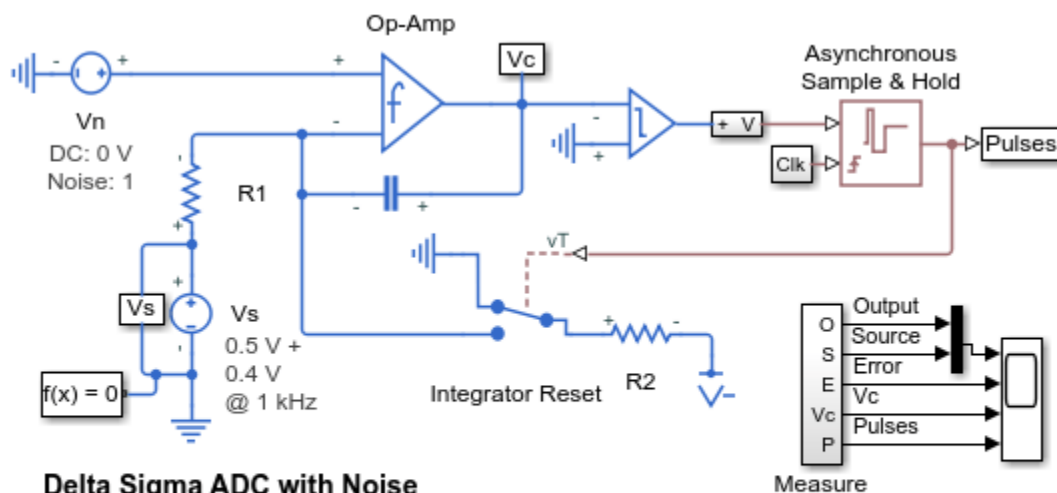 Op-Amp
Vc
Asynchronous
Sample & Hold
- + + 
Vn
DC: 0 V
Noise: 1
-
-
+
+ V
Clk
Pulses
-
R1
- +
+
vT
Vs
+
-
-
Vs
0.5 V +
0.4 V
@ 1 kHz
f(x) = 0
+ -
R2
V-
Integrator Reset
O Output
S Source
E Error
Vc Vc
P Pulses
Measure
Delta Sigma ADC with Noise